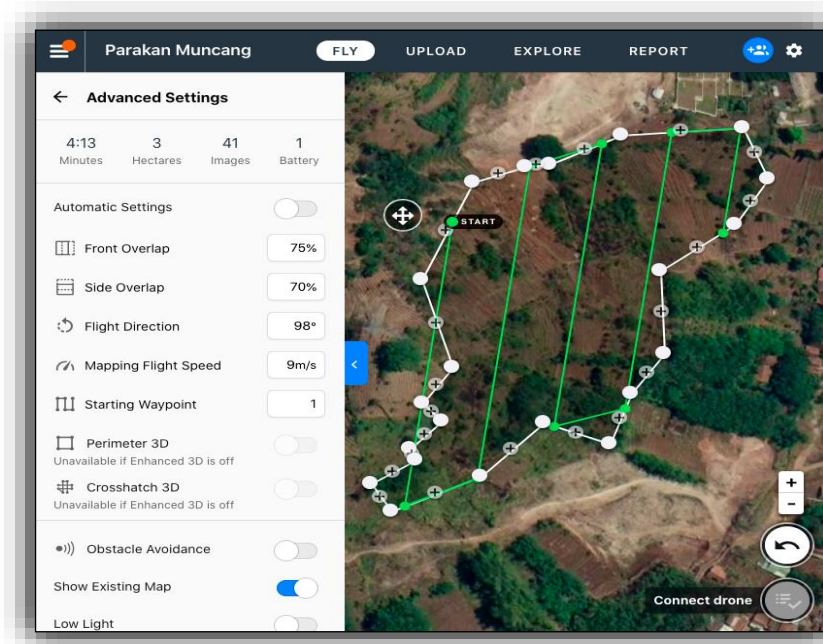 Parakan Muncang FLY UPLOAD EXPLORE REPORT
Advanced Settings
4:13 3 41 1
Minutes Hectares Images Battery
Automatic Settings
Front Overlap 75%
Side Overlap 70%
Flight Direction 98°
Mapping Flight Speed 9m/s
Starting Waypoint 1
Perimeter 3D
Unavailable if Enhanced 3D is off
Crosshatch 3D
Unavailable if Enhanced 3D is off
Obstacle Avoidance
Show Existing Map
Low Light
START
Connect drone